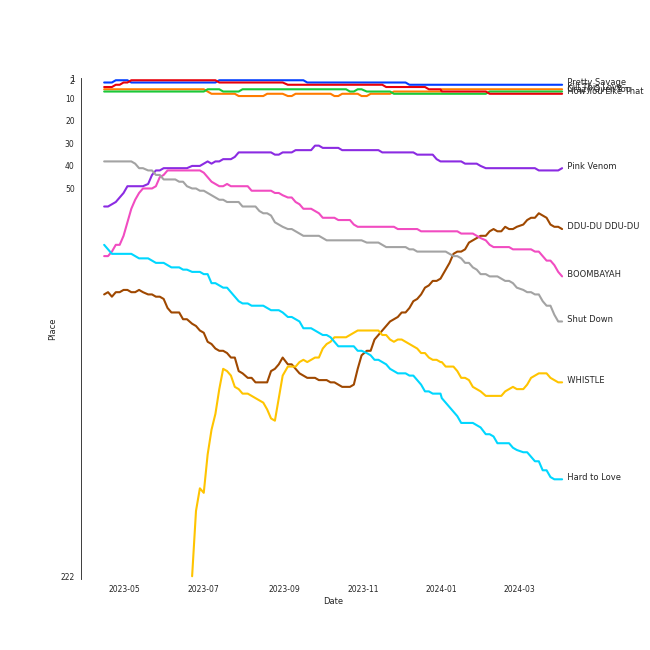 1
2
10
20
30
40
50
222
Place
Pretty Savage
How You Like That
Pink Venom
DDU-DU DDU-DU
BOOMBAYAH
Shut Down
WHISTLE
Hard to Love
2023-05
2023-07
2023-09
2023-11
2024-01
2024-03
Date